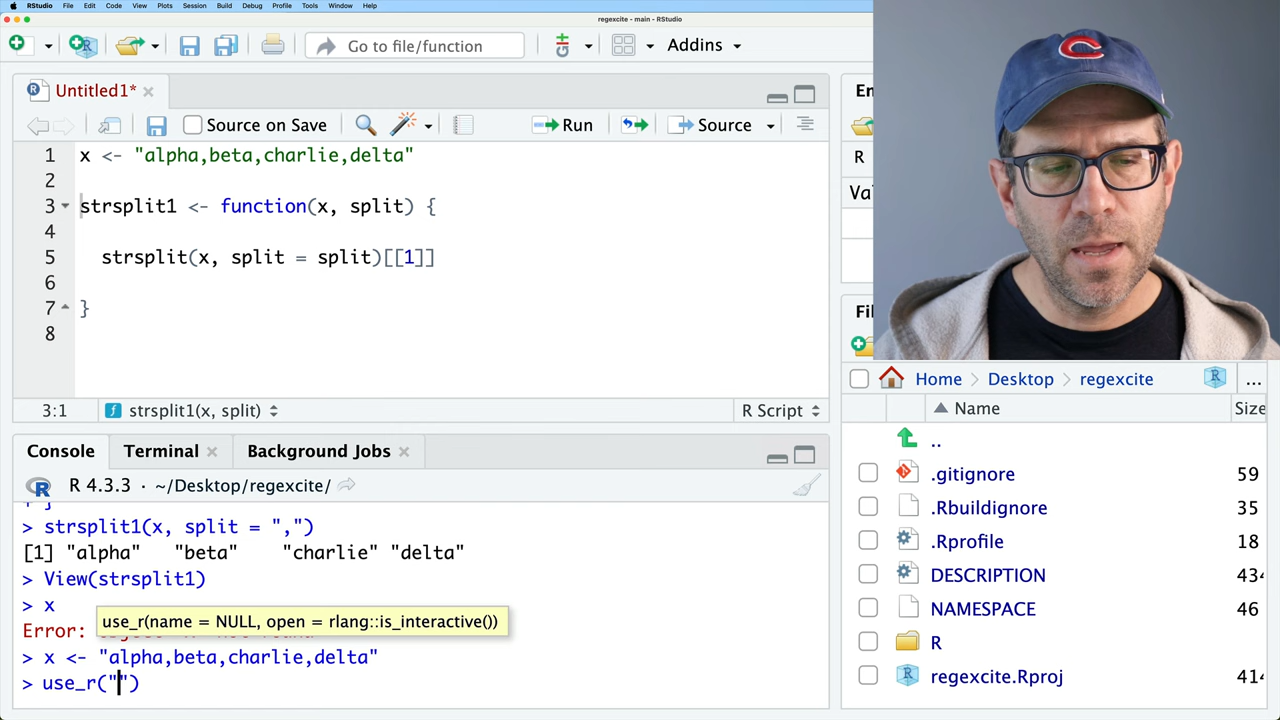 RStudio File Edit Code View Plots Session Build Debug Profile Tools Window Help
regexcite - main - RStudio
Go to file/function
Addins
Untitled1*
Source on Save
Run
Source
1 x <- "alpha,beta,charlie,delta"
2
3 strsplit1 <- function(x, split) {
4
5 strsplit(x, split = split)[[1]]
6
7 }
8
3:1 strsplit1(x, split) R Script
Console Terminal Background Jobs
R 4.3.3 · ~/Desktop/regexcite/
> strsplit1(x, split = ",")
[1] "alpha" "beta" "charlie" "delta"
> View(strsplit1)
> x
use_r(name = NULL, open = rlang::is_interactive())
Error:
> x <- "alpha,beta,charlie,delta"
> use_r("")
En
R
Va
Fi
Home Desktop regexcite ...
Name Size
..
.gitignore 59
.Rbuildignore 35
.Rprofile 18
DESCRIPTION 434
NAMESPACE 46
R
regexcite.Rproj 414
C